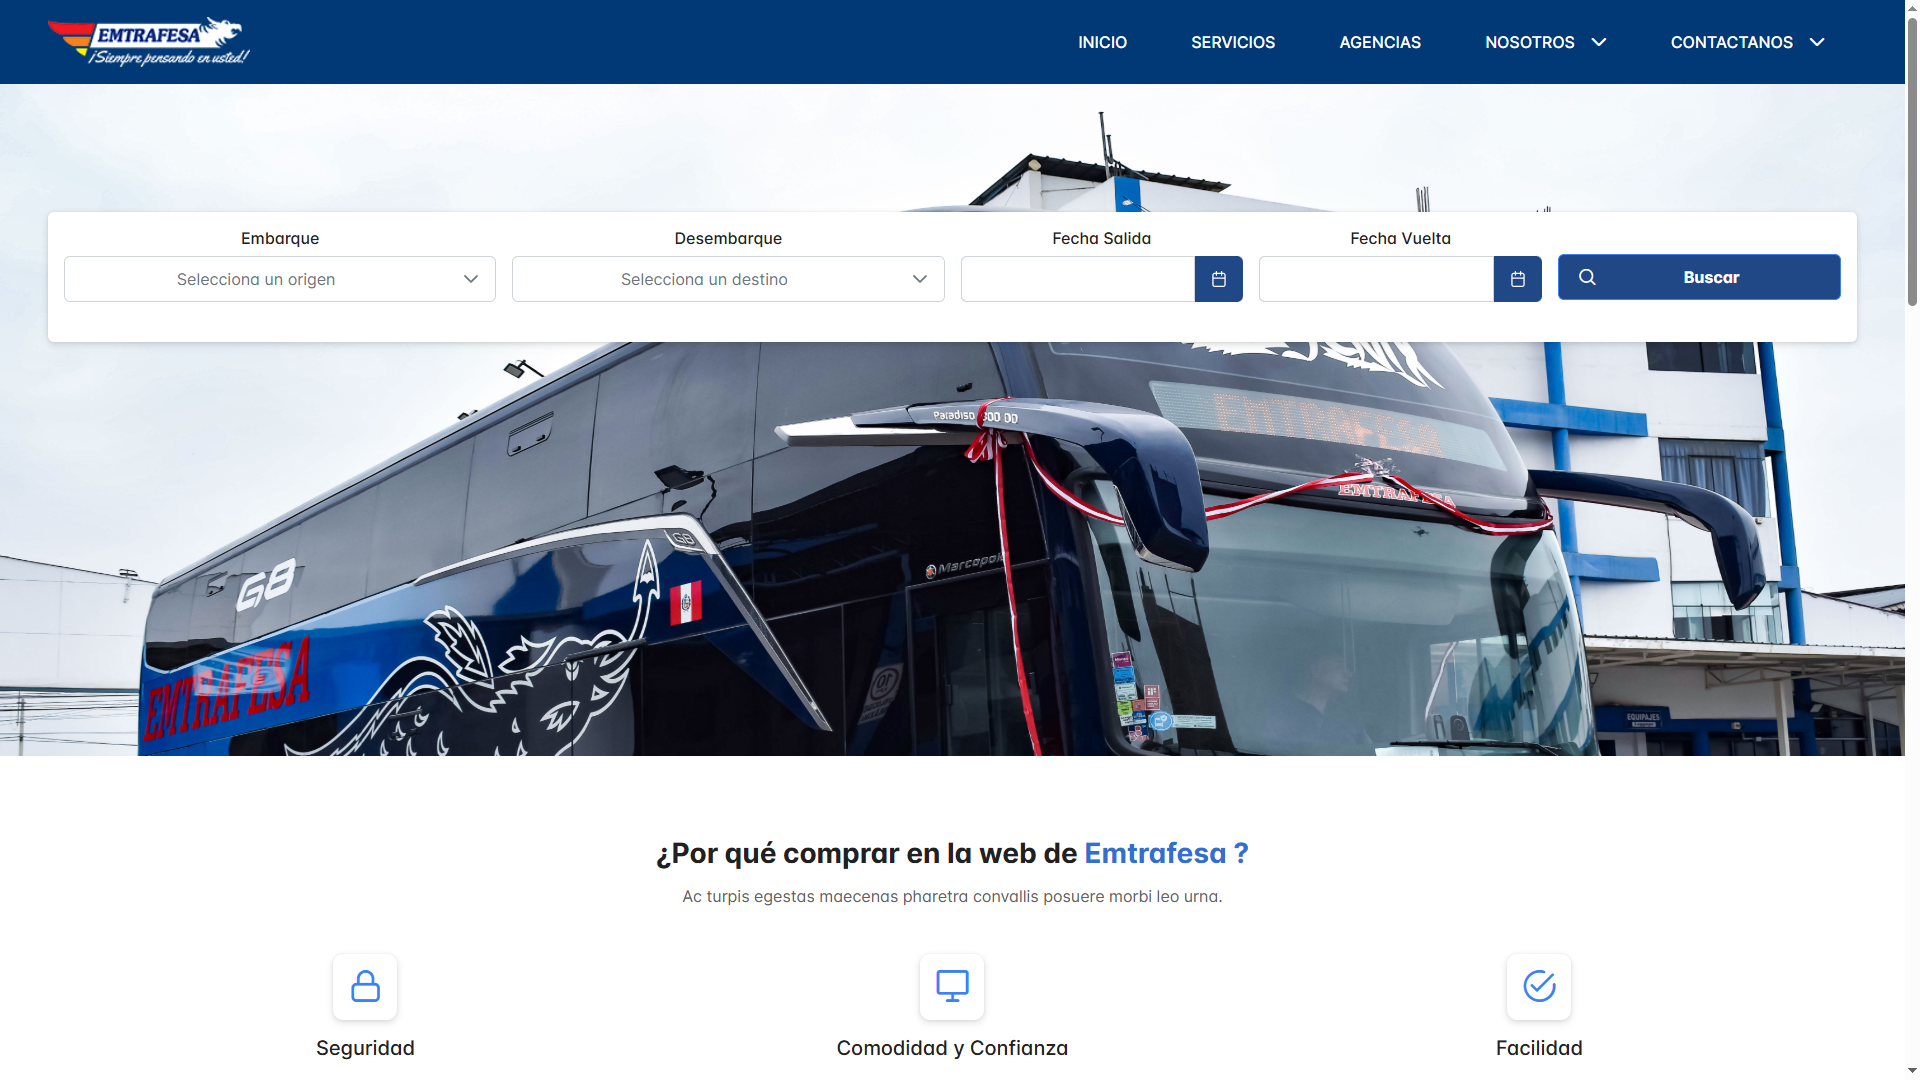 EMTRAFESA
¡Siempre pensando en usted!
INICIO
SERVICIOS
AGENCIAS
NOSOTROS
CONTACTANOS
Embarque
Desembarque
Fecha Salida
Fecha Vuelta
Selecciona un origen
Selecciona un destino
Buscar
Paradiso
EMTRAFESA
EMTRAFESA
G8
Marcopolo
G8
EMTRAFESA
EQUIPAJES
¿Por qué comprar en la web de Emtrafesa ?
Ac turpis egestas maecenas pharetra convallis posuere morbi leo urna.
Seguridad
Comodidad y Confianza
Facilidad